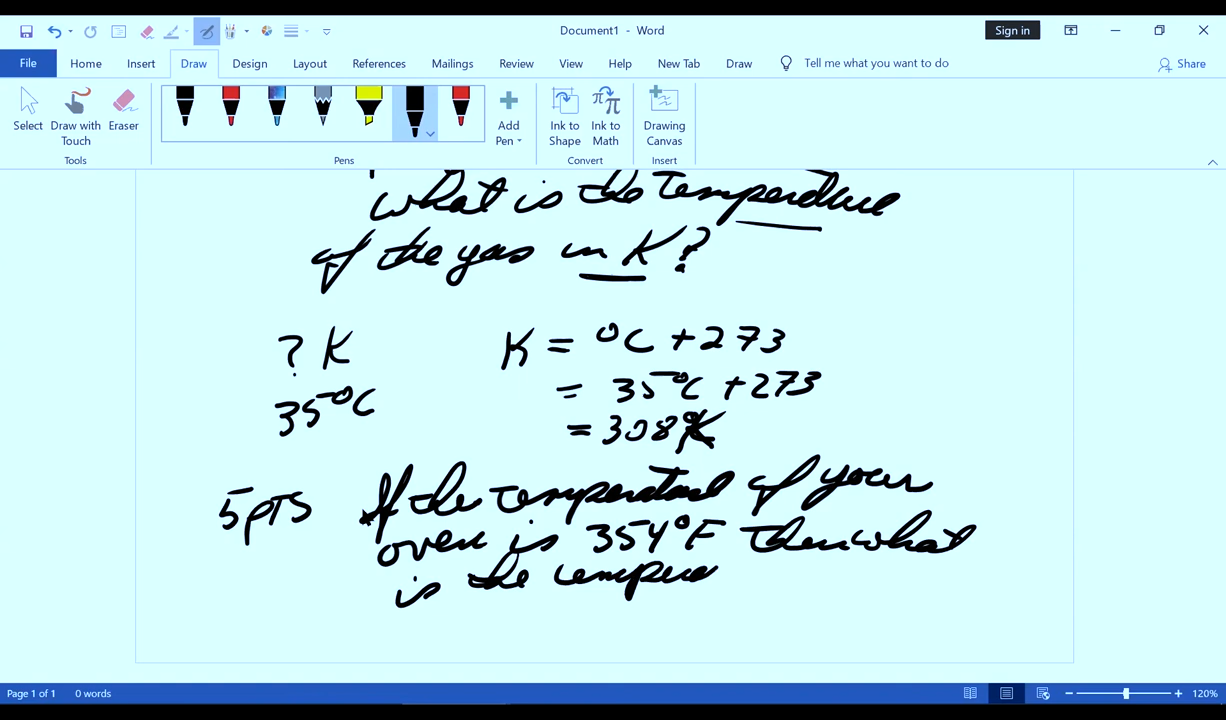 Document1 - Word
Sign in
File Home Insert Draw Design Layout References Mailings Review View Help New Tab Draw Tell me what you want to do Share
Select Draw with Touch Eraser Add Pen Ink to Shape Ink to Math Drawing Canvas
Tools Pens Convert Insert
what is the temperature
of the gas in K?
? K K = °C + 273
35°C = 35°C + 273
= 308 K
5 pts If the temperature of your
oven is 354°F then what
is the tempera
Page 1 of 1 0 words 120%